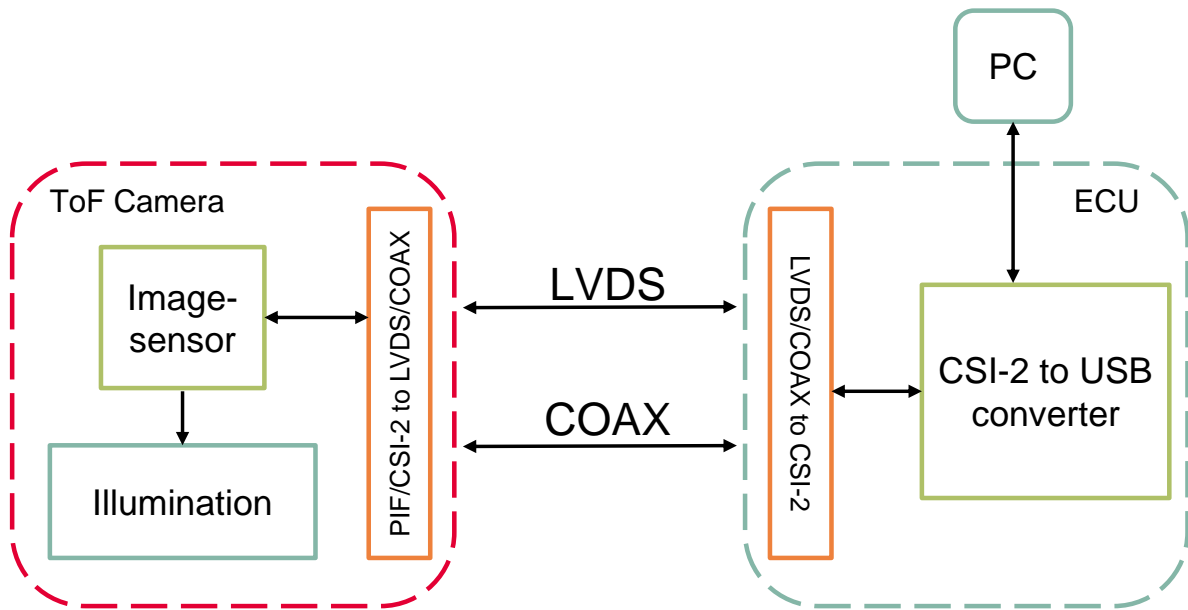 PC
ToF Camera
ECU
Image-
sensor
PIF/CSI-2 to LVDS/COAX
LVDS
COAX
LVDS/COAX to CSI-2
CSI-2 to USB
converter
Illumination